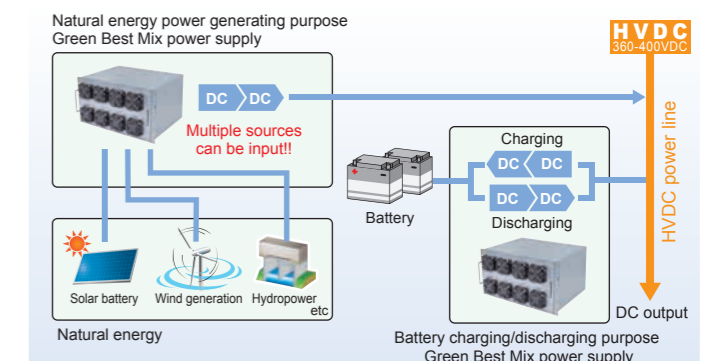 Natural energy power generating purpose
Green Best Mix power supply
DC DC
Multiple sources
can be input!!
Solar battery
Wind generation
Hydropower
etc
Natural energy
HVDC
360-400VDC
HVDC power line
Charging
DC DC
DC DC
Discharging
Battery
DC output
Battery charging/discharging purpose
Green Best Mix power supply